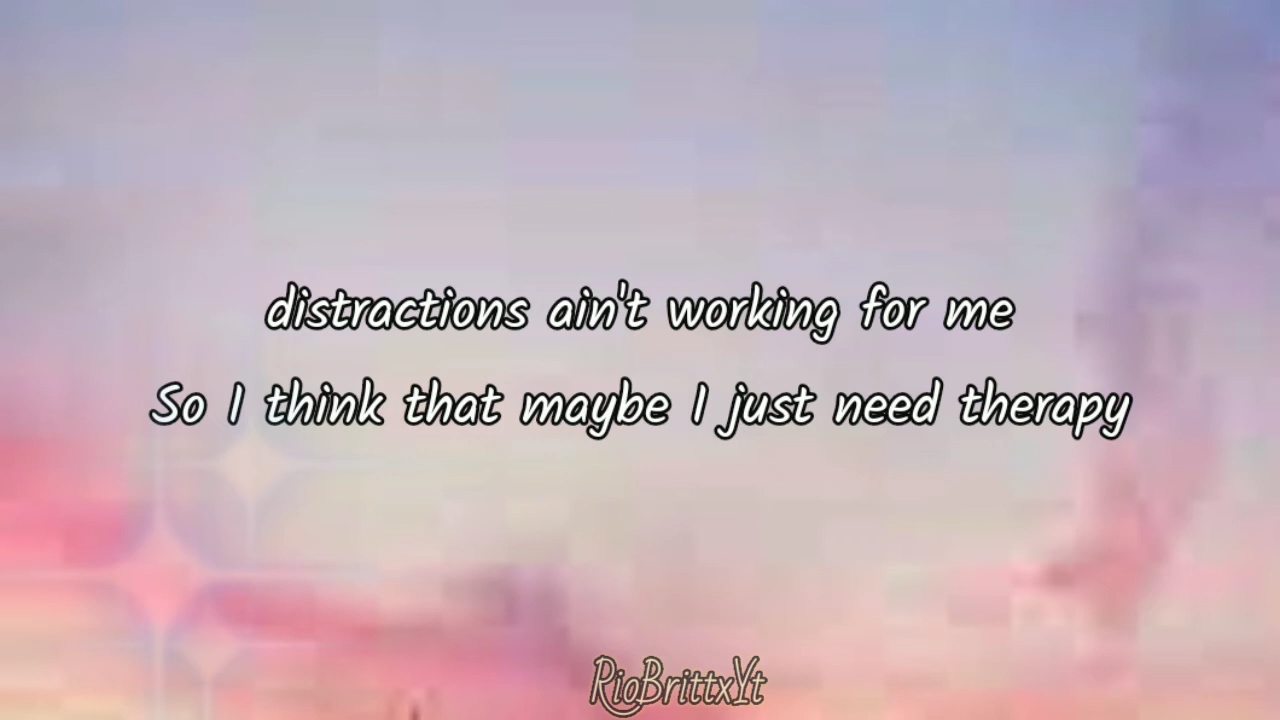 distractions ain't working for me
So I think that maybe I just need therapy
RioBrittxYt